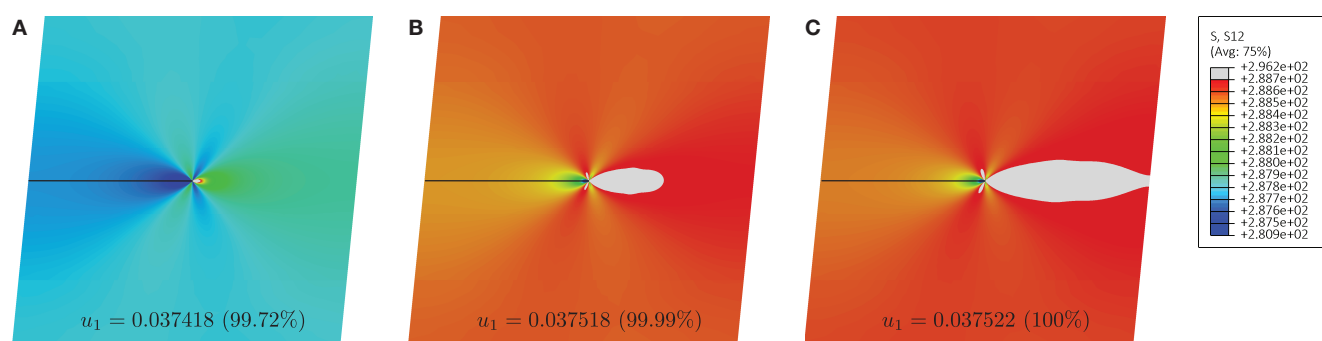 A
B
C
u1 = 0.037418 (99.72%)
u1 = 0.037518 (99.99%)
u1 = 0.037522 (100%)
S, S12
(Avg: 75%)
+2.962e+02
+2.887e+02
+2.886e+02
+2.885e+02
+2.884e+02
+2.883e+02
+2.882e+02
+2.881e+02
+2.880e+02
+2.879e+02
+2.878e+02
+2.877e+02
+2.876e+02
+2.875e+02
+2.809e+02